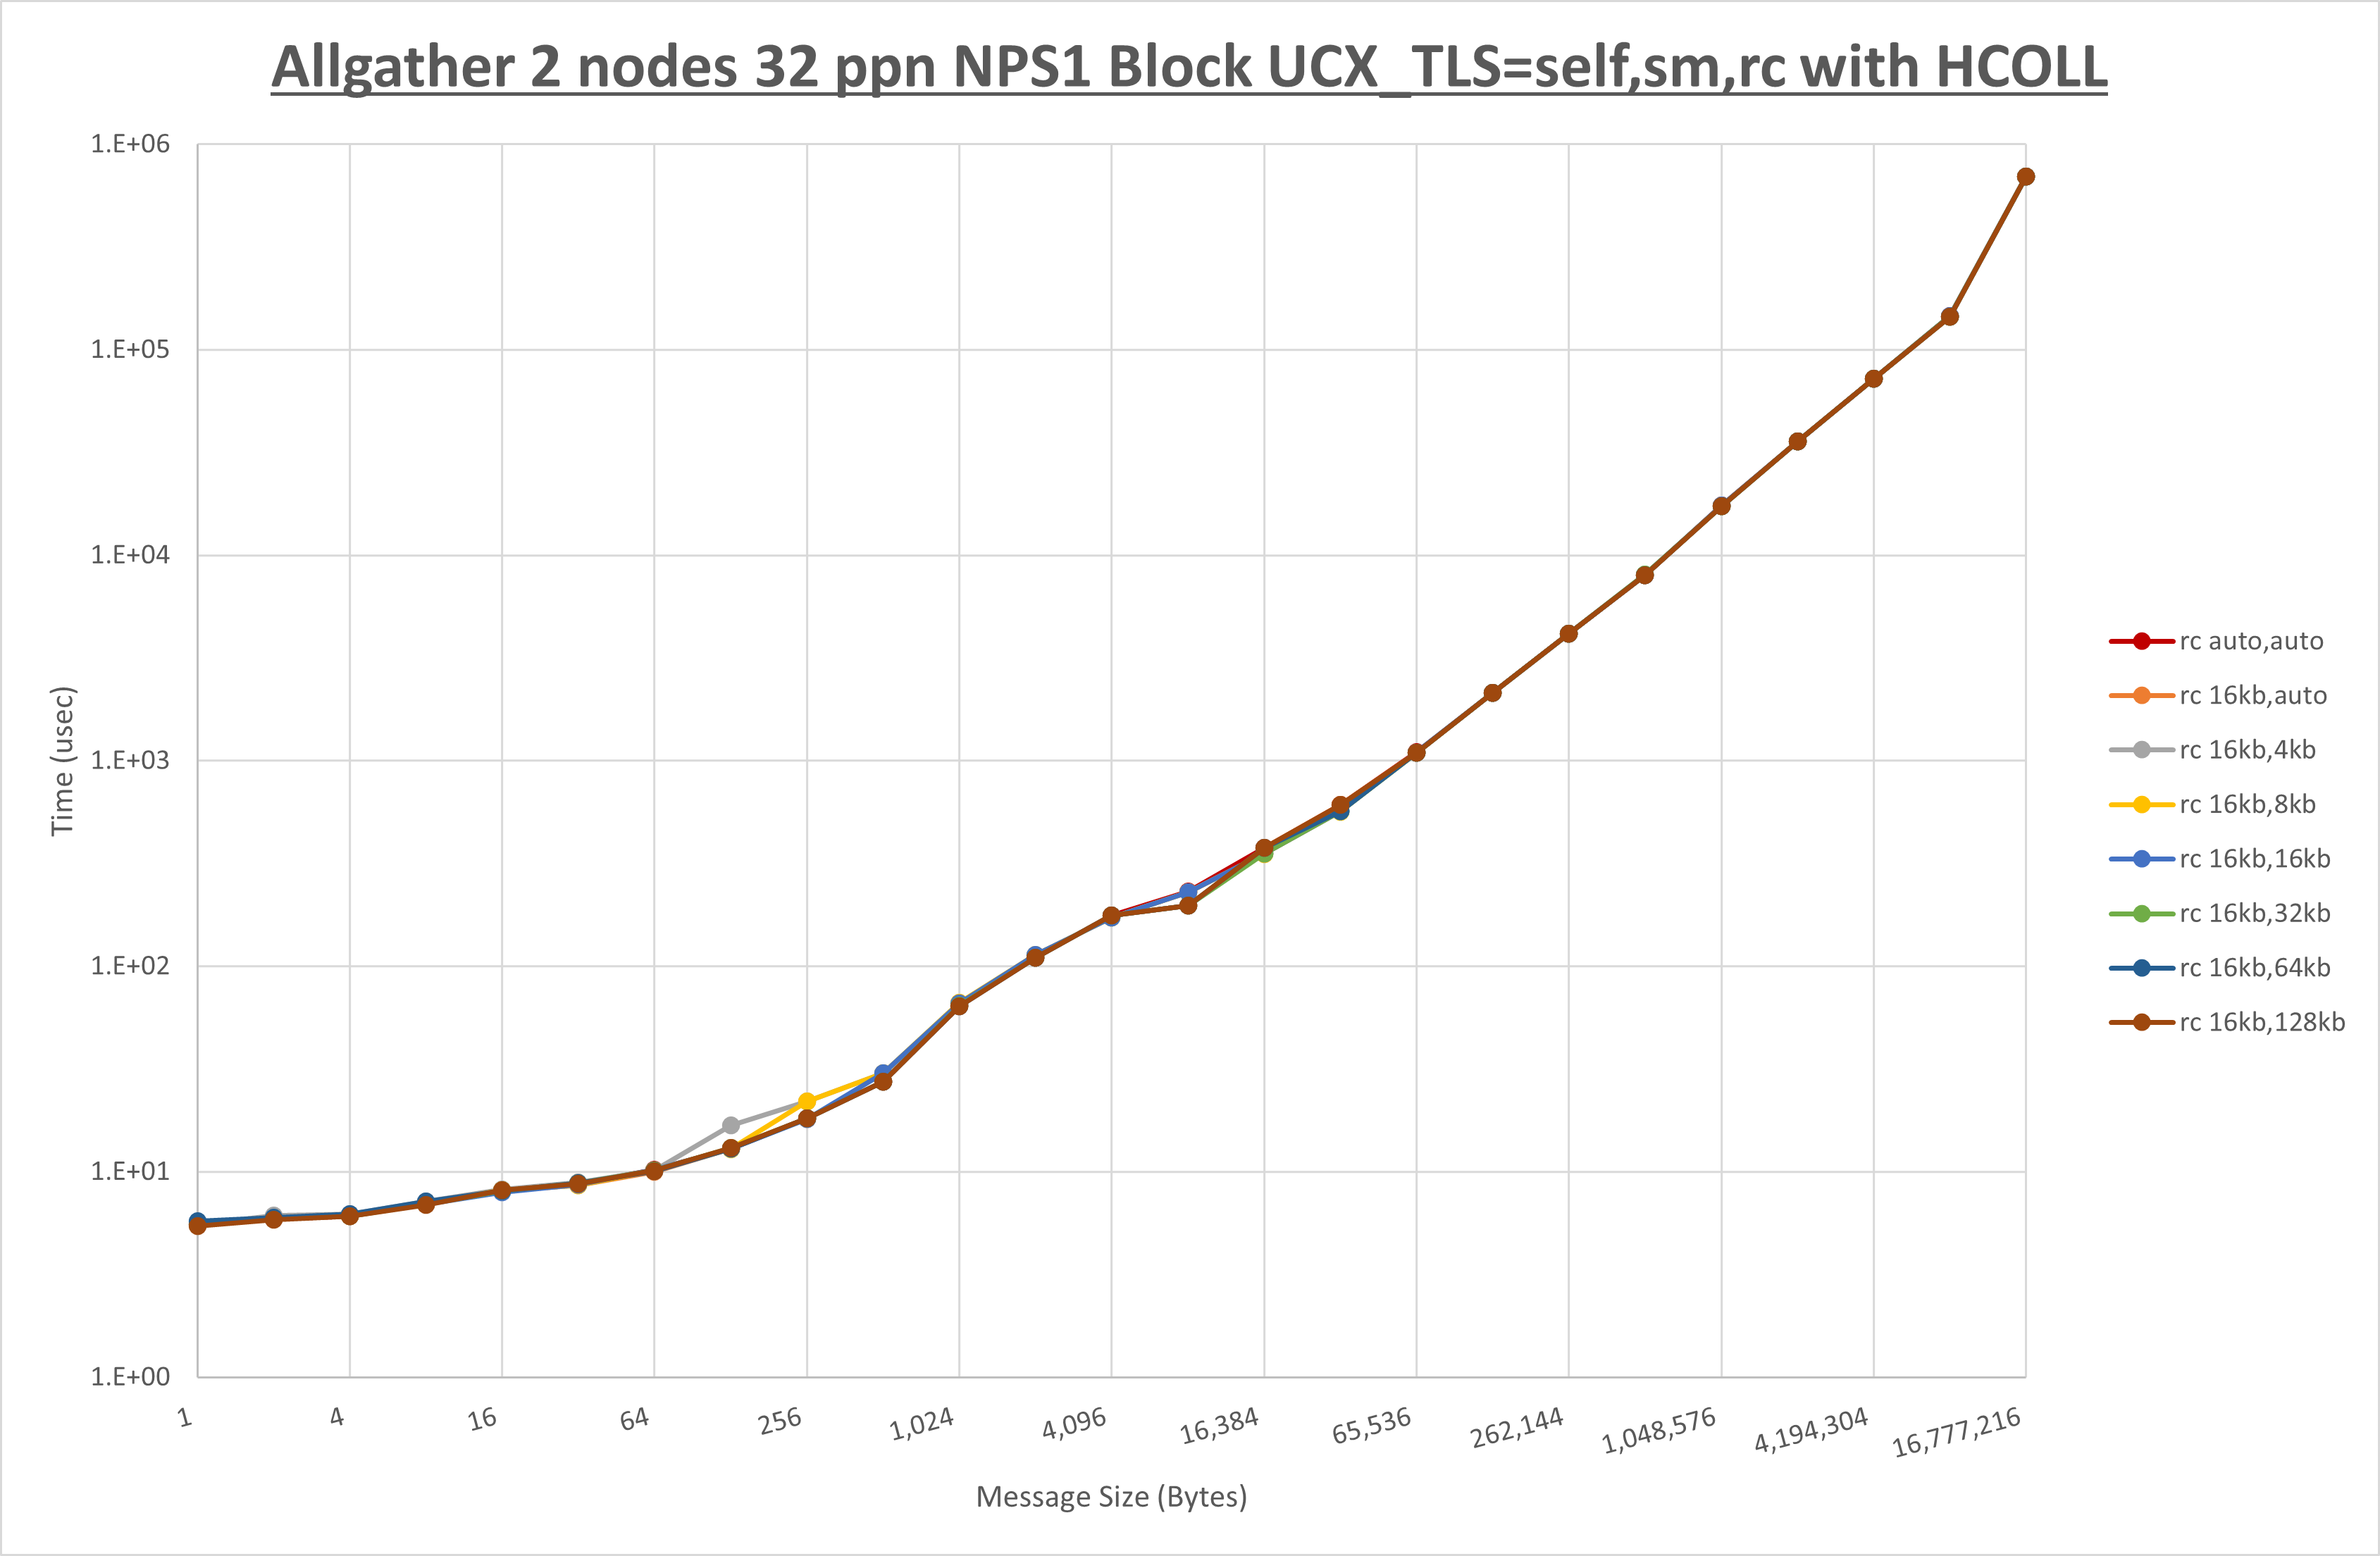 Allgather 2 nodes 32 ppn NPS1 Block UCX_TLS=self,sm,rc with HCOLL
1.E+06
1.E+05
1.E+04
1.E+03
1.E+02
1.E+01
1.E+00
Time (usec)
1
4
16
64
256
1,024
4,096
16,384
65,536
262,144
1,048,576
4,194,304
16,777,216
Message Size (Bytes)
rc auto,auto
rc 16kb,auto
rc 16kb,4kb
rc 16kb,8kb
rc 16kb,16kb
rc 16kb,32kb
rc 16kb,64kb
rc 16kb,128kb